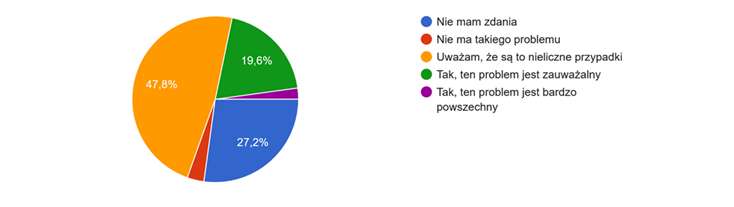 Nie mam zdania
Nie ma takiego problemu
Uważam, że są to nieliczne przypadki
Tak, ten problem jest zauważalny
Tak, ten problem jest bardzo
powszechny
19,6%
47,8%
27,2%